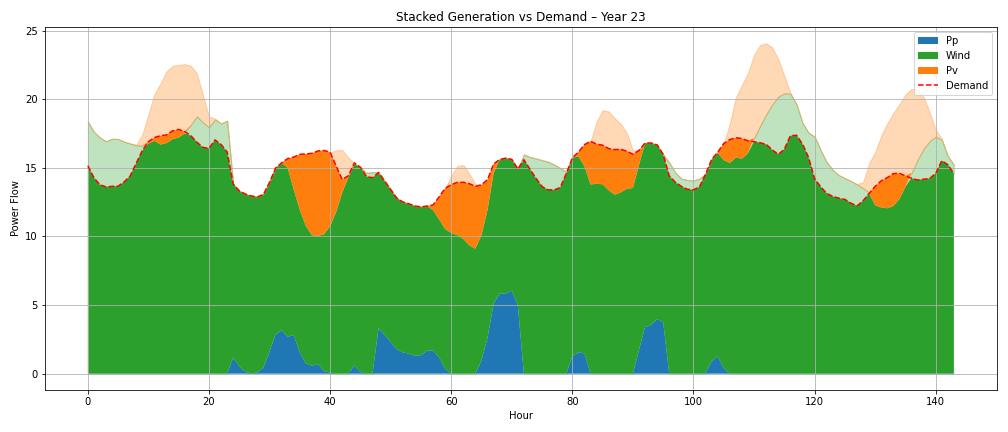 Stacked Generation vs Demand – Year 23
25
20
15
10
5
0
Power Flow
Pp
Wind
Pv
Demand
0 20 40 60 80 100 120 140
Hour